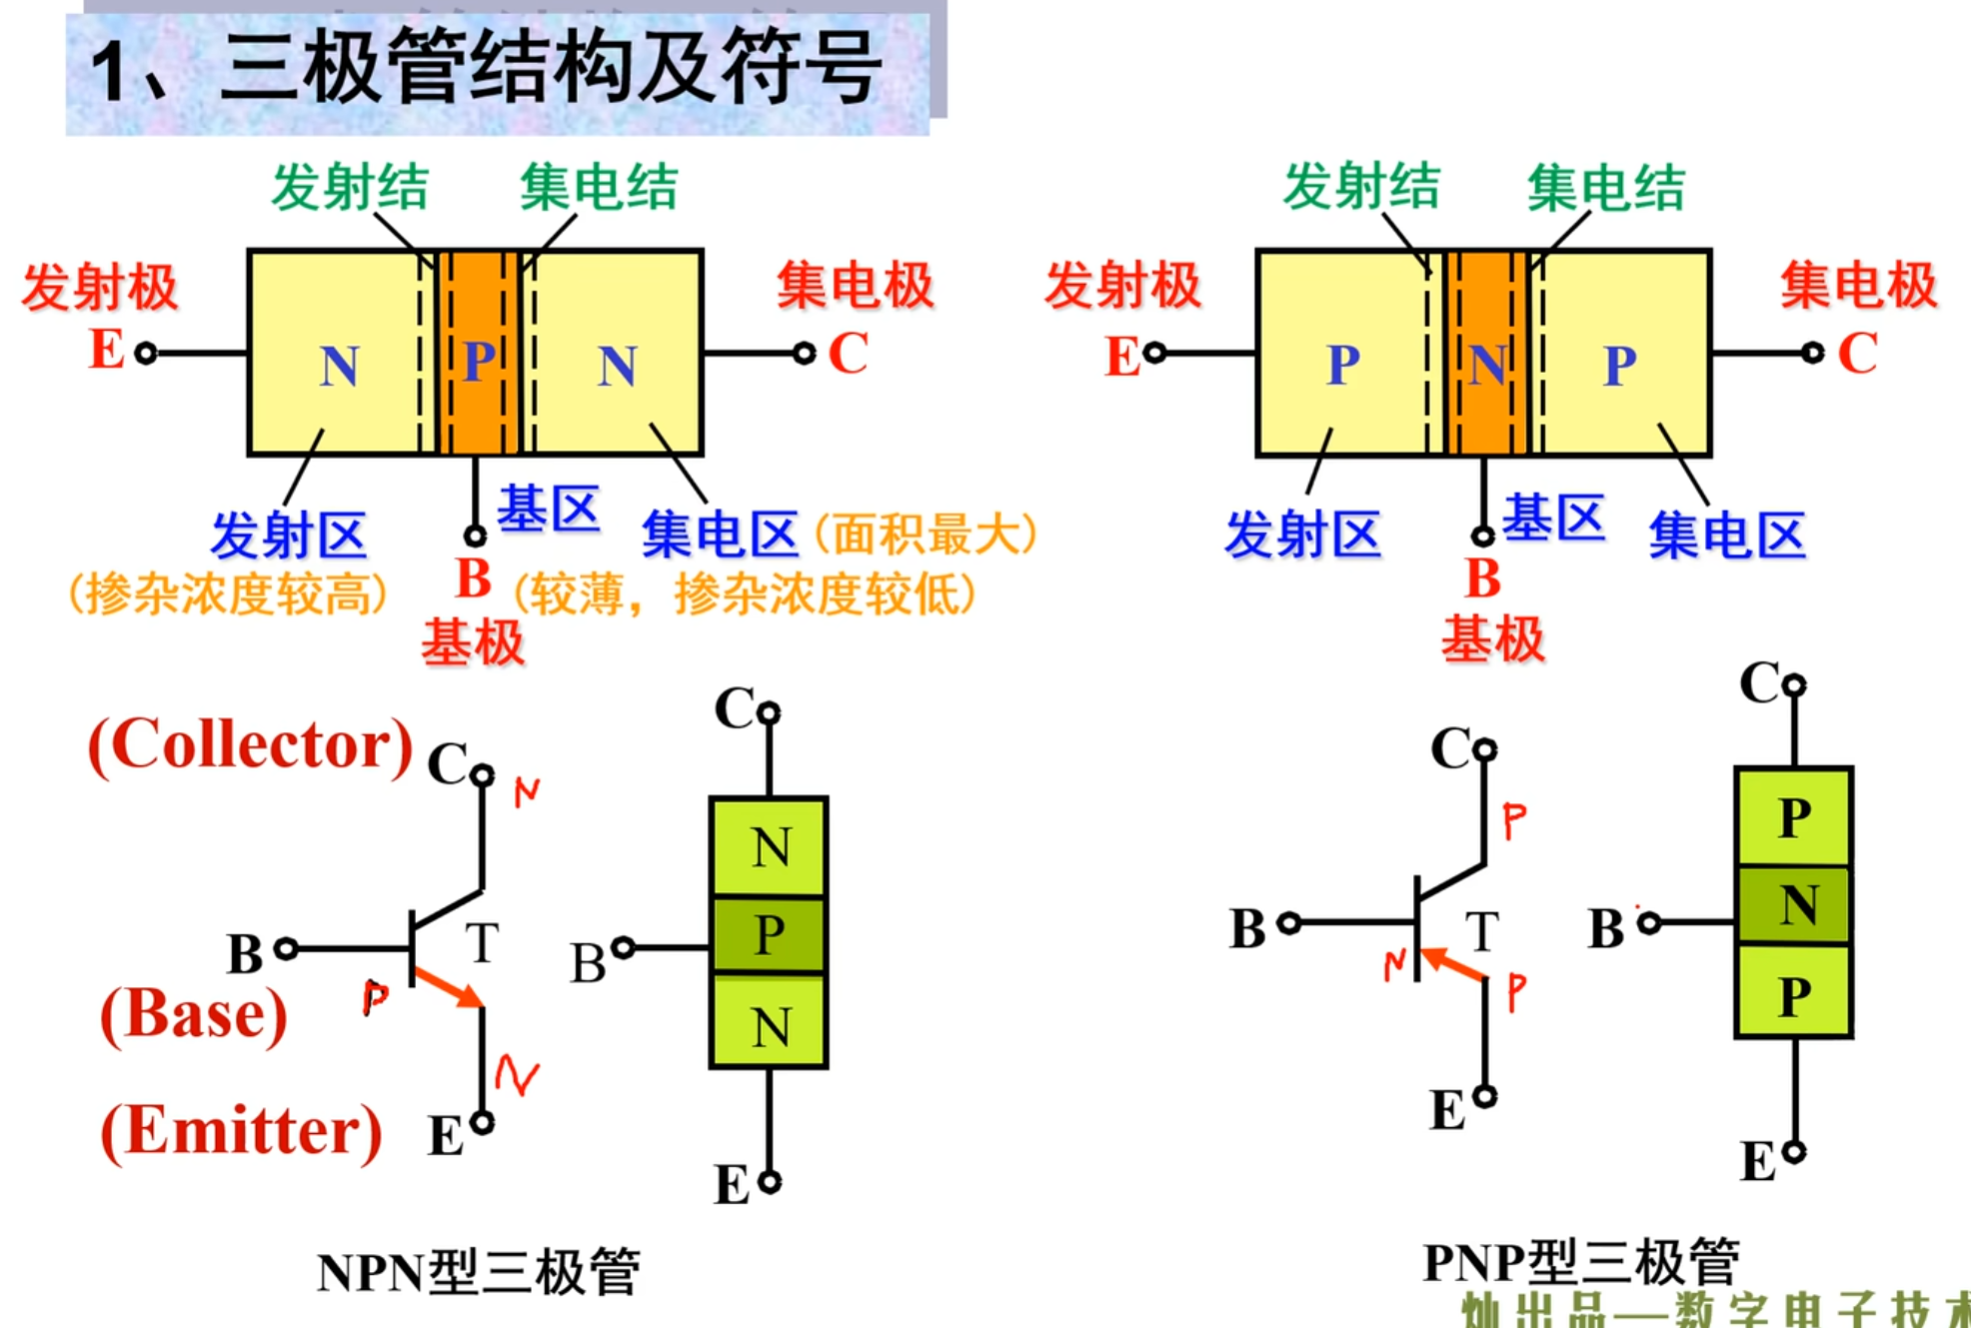 1、三极管结构及符号
发射结 集电结
发射极 集电极
E N P N C
发射区 基区 集电区 (面积最大)
(掺杂浓度较高) B (较薄，掺杂浓度较低)
基极
发射结 集电结
发射极 集电极
E P N P C
发射区 基区 集电区
B
基极
(Collector) C N
B T
(Base) P
N
(Emitter) E
C
N
B P
N
E
NPN型三极管
C
P
B T
N P
E
C
P
B N
P
E
PNP型三极管
灿出品—数字电子技